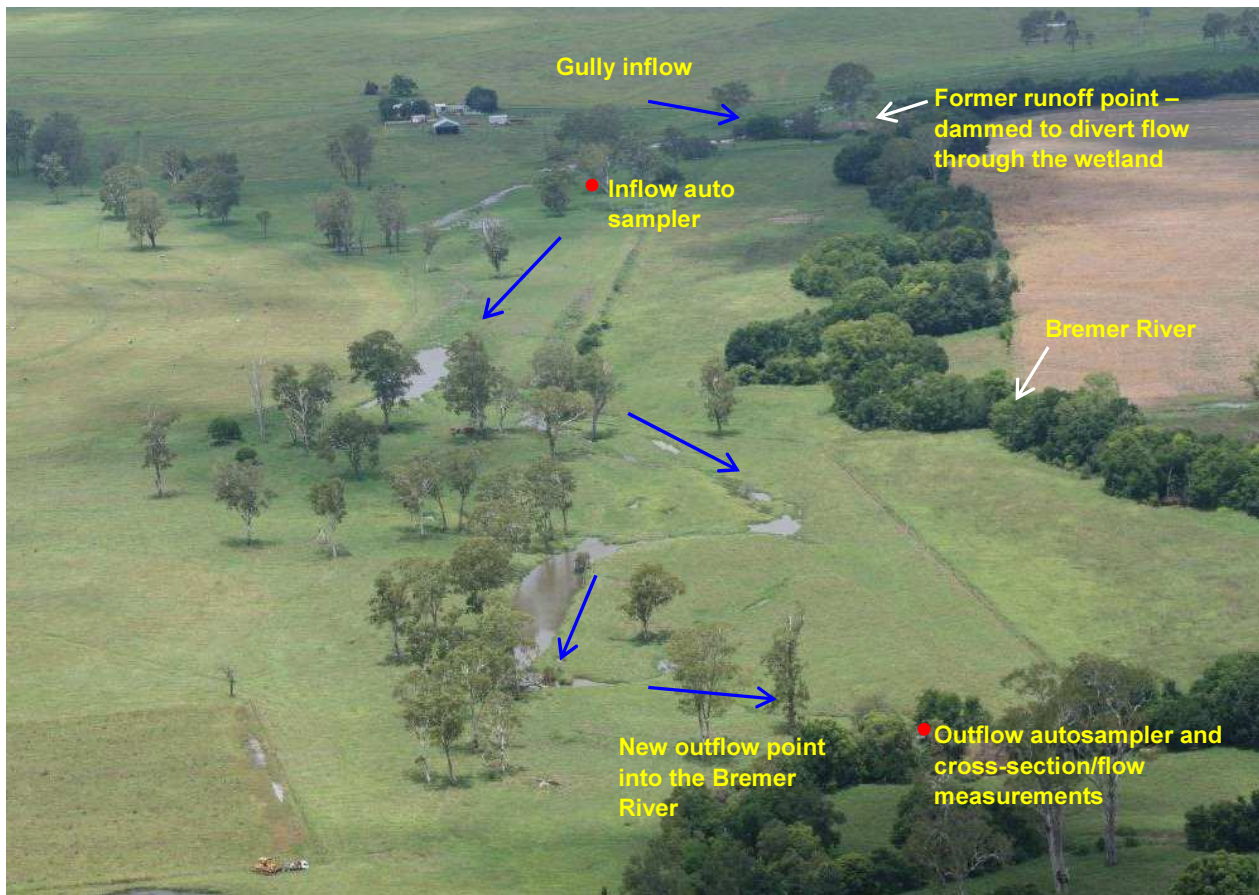 Gully inflow
Former runoff point –
dammed to divert flow
through the wetland
Inflow auto
sampler
Bremer River
New outflow point
into the Bremer
River
Outflow autosampler and
cross-section/flow
measurements